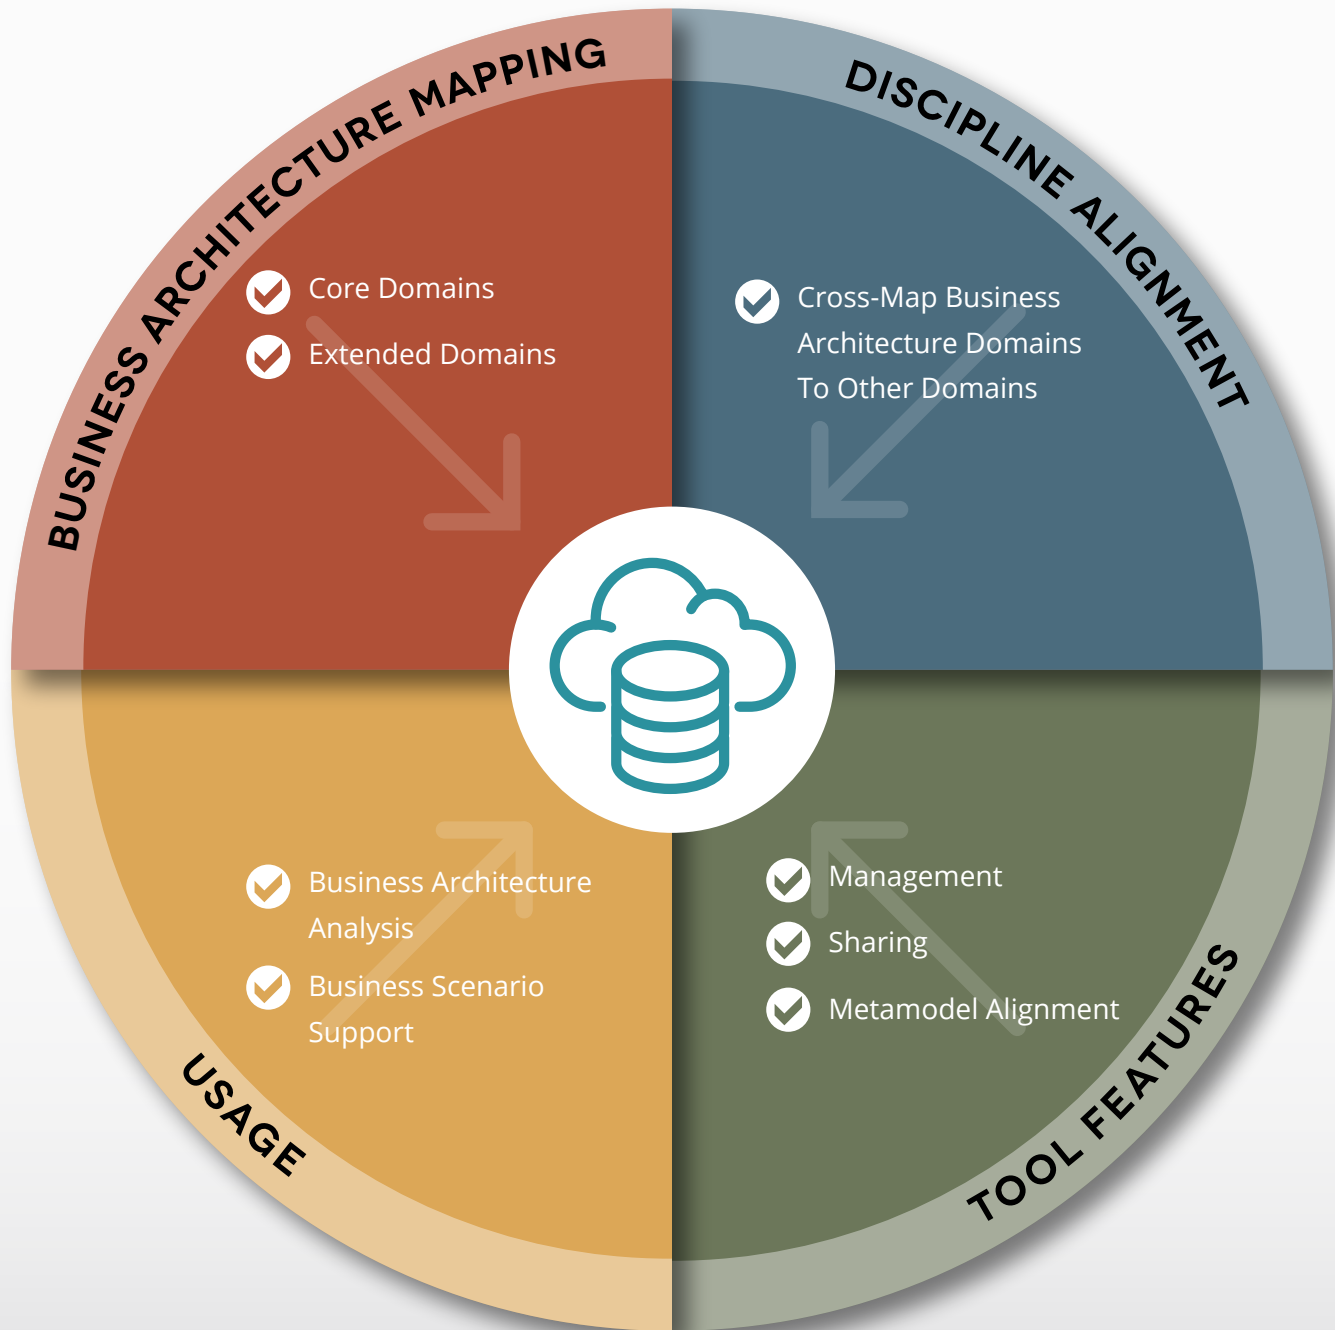 BUSINESS ARCHITECTURE MAPPING
Core Domains
Extended Domains
DISCIPLINE ALIGNMENT
Cross-Map Business
Architecture Domains
To Other Domains
USAGE
Business Architecture
Analysis
Business Scenario
Support
TOOL FEATURES
Management
Sharing
Metamodel Alignment